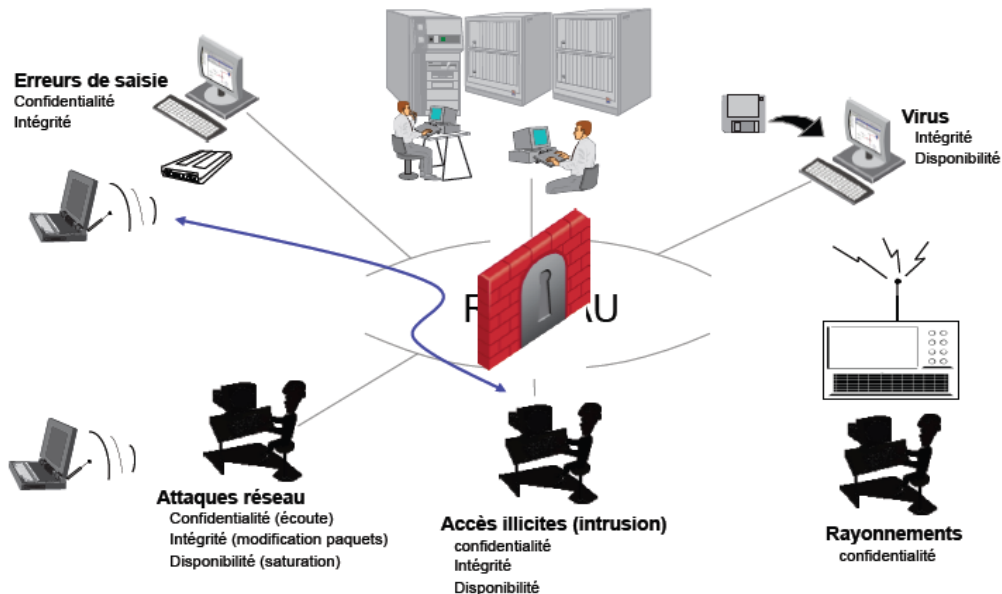 Erreurs de saisie
Confidentialité
Intégrité
Virus
Intégrité
Disponibilité
Attaques réseau
Confidentialité (écoute)
Intégrité (modification paquets)
Disponibilité (saturation)
Accès illicites (intrusion)
confidentialité
Intégrité
Disponibilité
Rayonnements
confidentialité